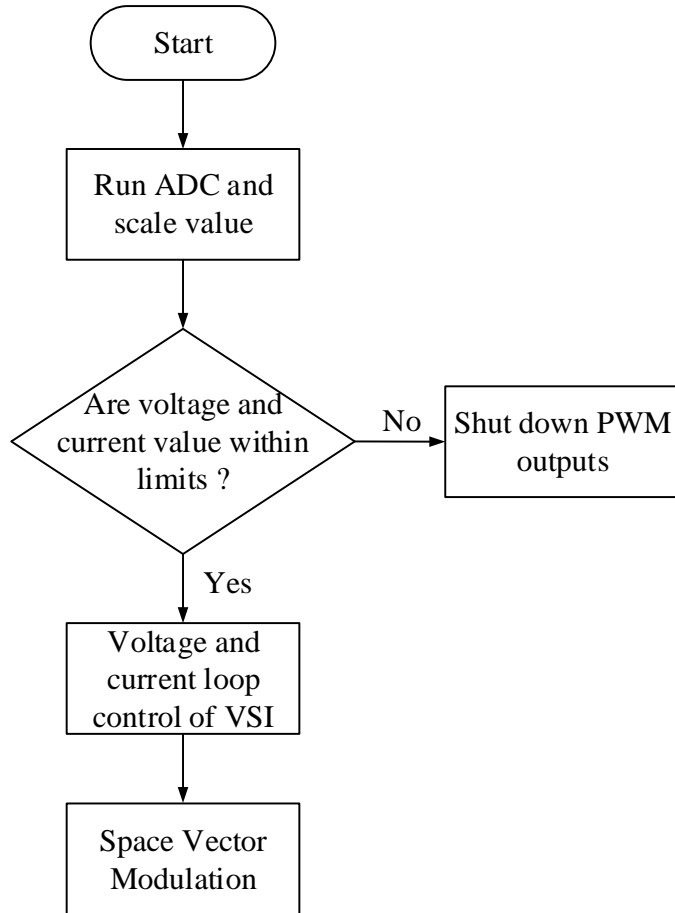 Start
Run ADC and
scale value
Are voltage and
current value within
limits ?
No
Shut down PWM
outputs
Yes
Voltage and
current loop
control of VSI
Space Vector
Modulation